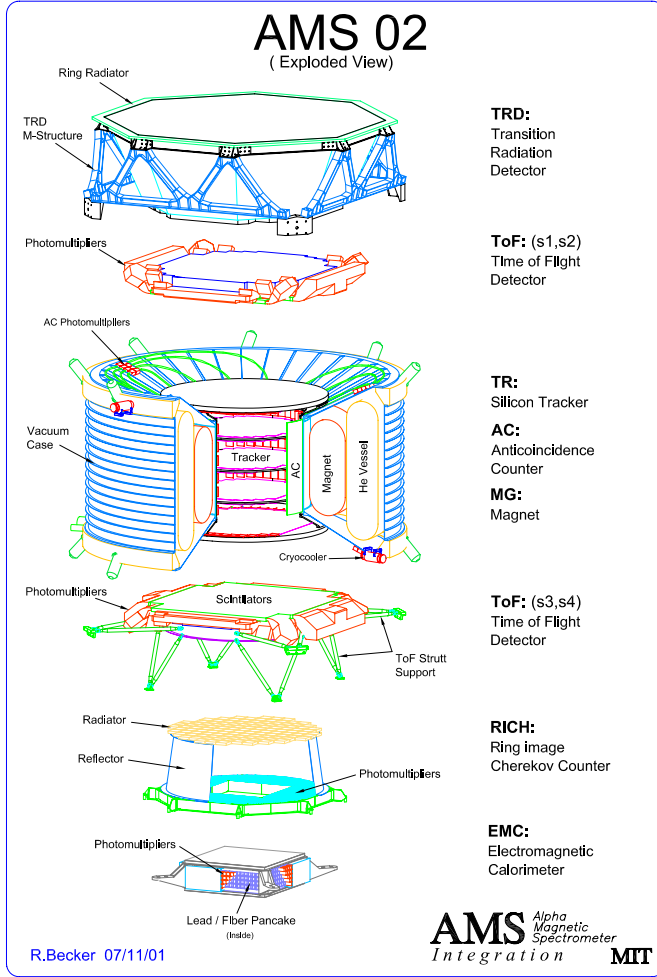 AMS 02
( Exploded View)
Ring Radiator
TRD
M-Structure
TRD:
Transition
Radiation
Detector
Photomultipliers
ToF: (s1,s2)
Time of Flight
Detector
AC Photomultipliers
Vacuum
Case
Tracker
AC
Magnet
He Vessel
Cryocooler
TR:
Silicon Tracker
AC:
Anticoincidence
Counter
MG:
Magnet
Photomultipliers
Scintillators
ToF Strutt
Support
ToF: (s3,s4)
Time of Flight
Detector
Radiator
Reflector
Photomultipliers
RICH:
Ring image
Cherekov Counter
Photomultipliers
Lead / Fiber Pancake
(Inside)
EMC:
Electromagnetic
Calorimeter
R.Becker 07/11/01
AMS
Alpha
Magnetic
Spectrometer
Integration
MIT